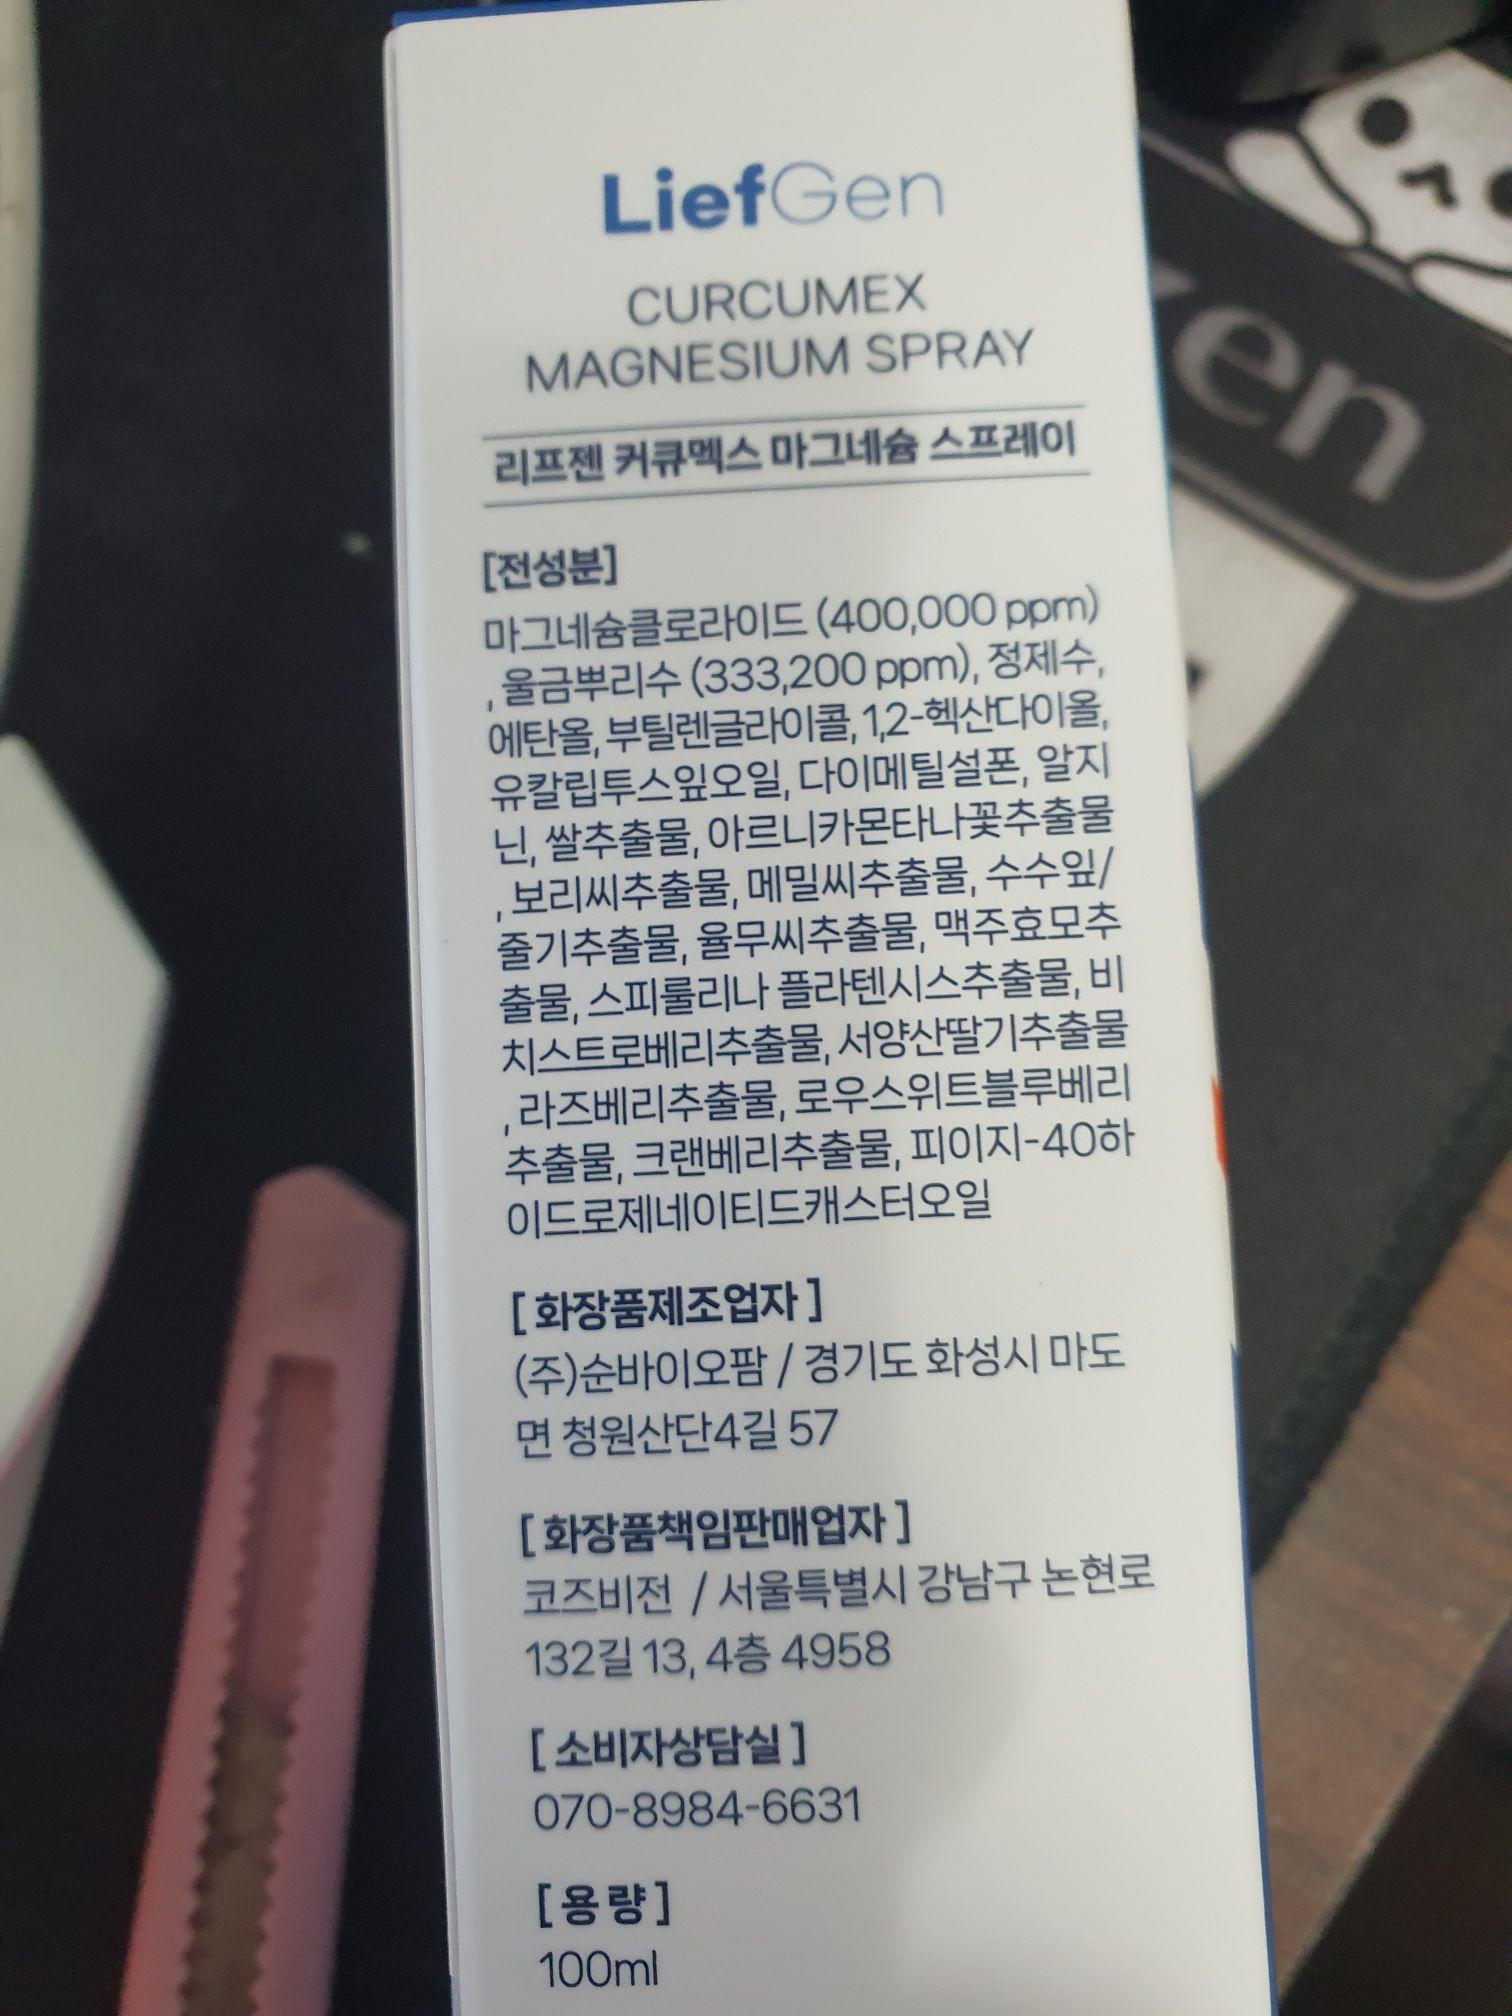 LiefGen
CURCUMEX
MAGNESIUM SPRAY
리프젠 커큐멕스 마그네슘 스프레이
[전성분]
마그네슘클로라이드 (400,000 ppm)
, 울금뿌리수 (333,200 ppm), 정제수,
에탄올, 부틸렌글라이콜, 1,2-헥산다이올,
유칼립투스잎오일, 다이메틸설폰, 알지
닌, 쌀추출물, 아르니카몬타나꽃추출물
, 보리씨추출물, 메밀씨추출물, 수수잎/
줄기추출물, 율무씨추출물, 맥주효모추
출물, 스피룰리나 플라텐시스추출물, 비
치스트로베리추출물, 서양산딸기추출물
, 라즈베리추출물, 로우스위트블루베리
추출물, 크랜베리추출물, 피이지-40하
이드로제네이티드캐스터오일
[ 화장품제조업자 ]
(주)순바이오팜 / 경기도 화성시 마도
면 청원산단4길 57
[ 화장품책임판매업자 ]
코즈비전 / 서울특별시 강남구 논현로
132길 13, 4층 4958
[ 소비자상담실 ]
070-8984-6631
[ 용 량 ]
100ml
zen